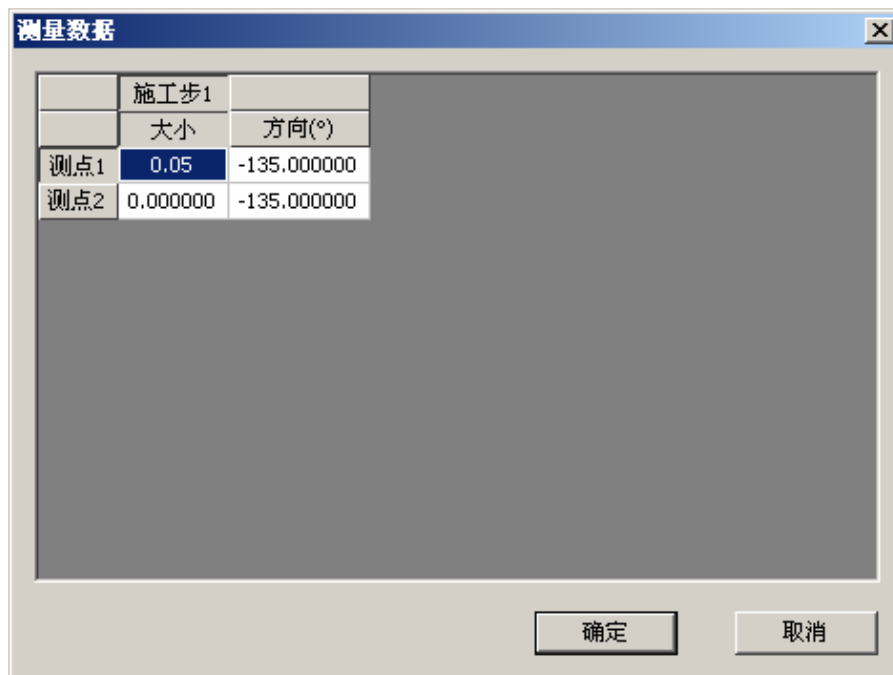 测量数据
施工步1
大小 方向(°)
测点1 0.05 -135.000000
测点2 0.000000 -135.000000
确定 取消